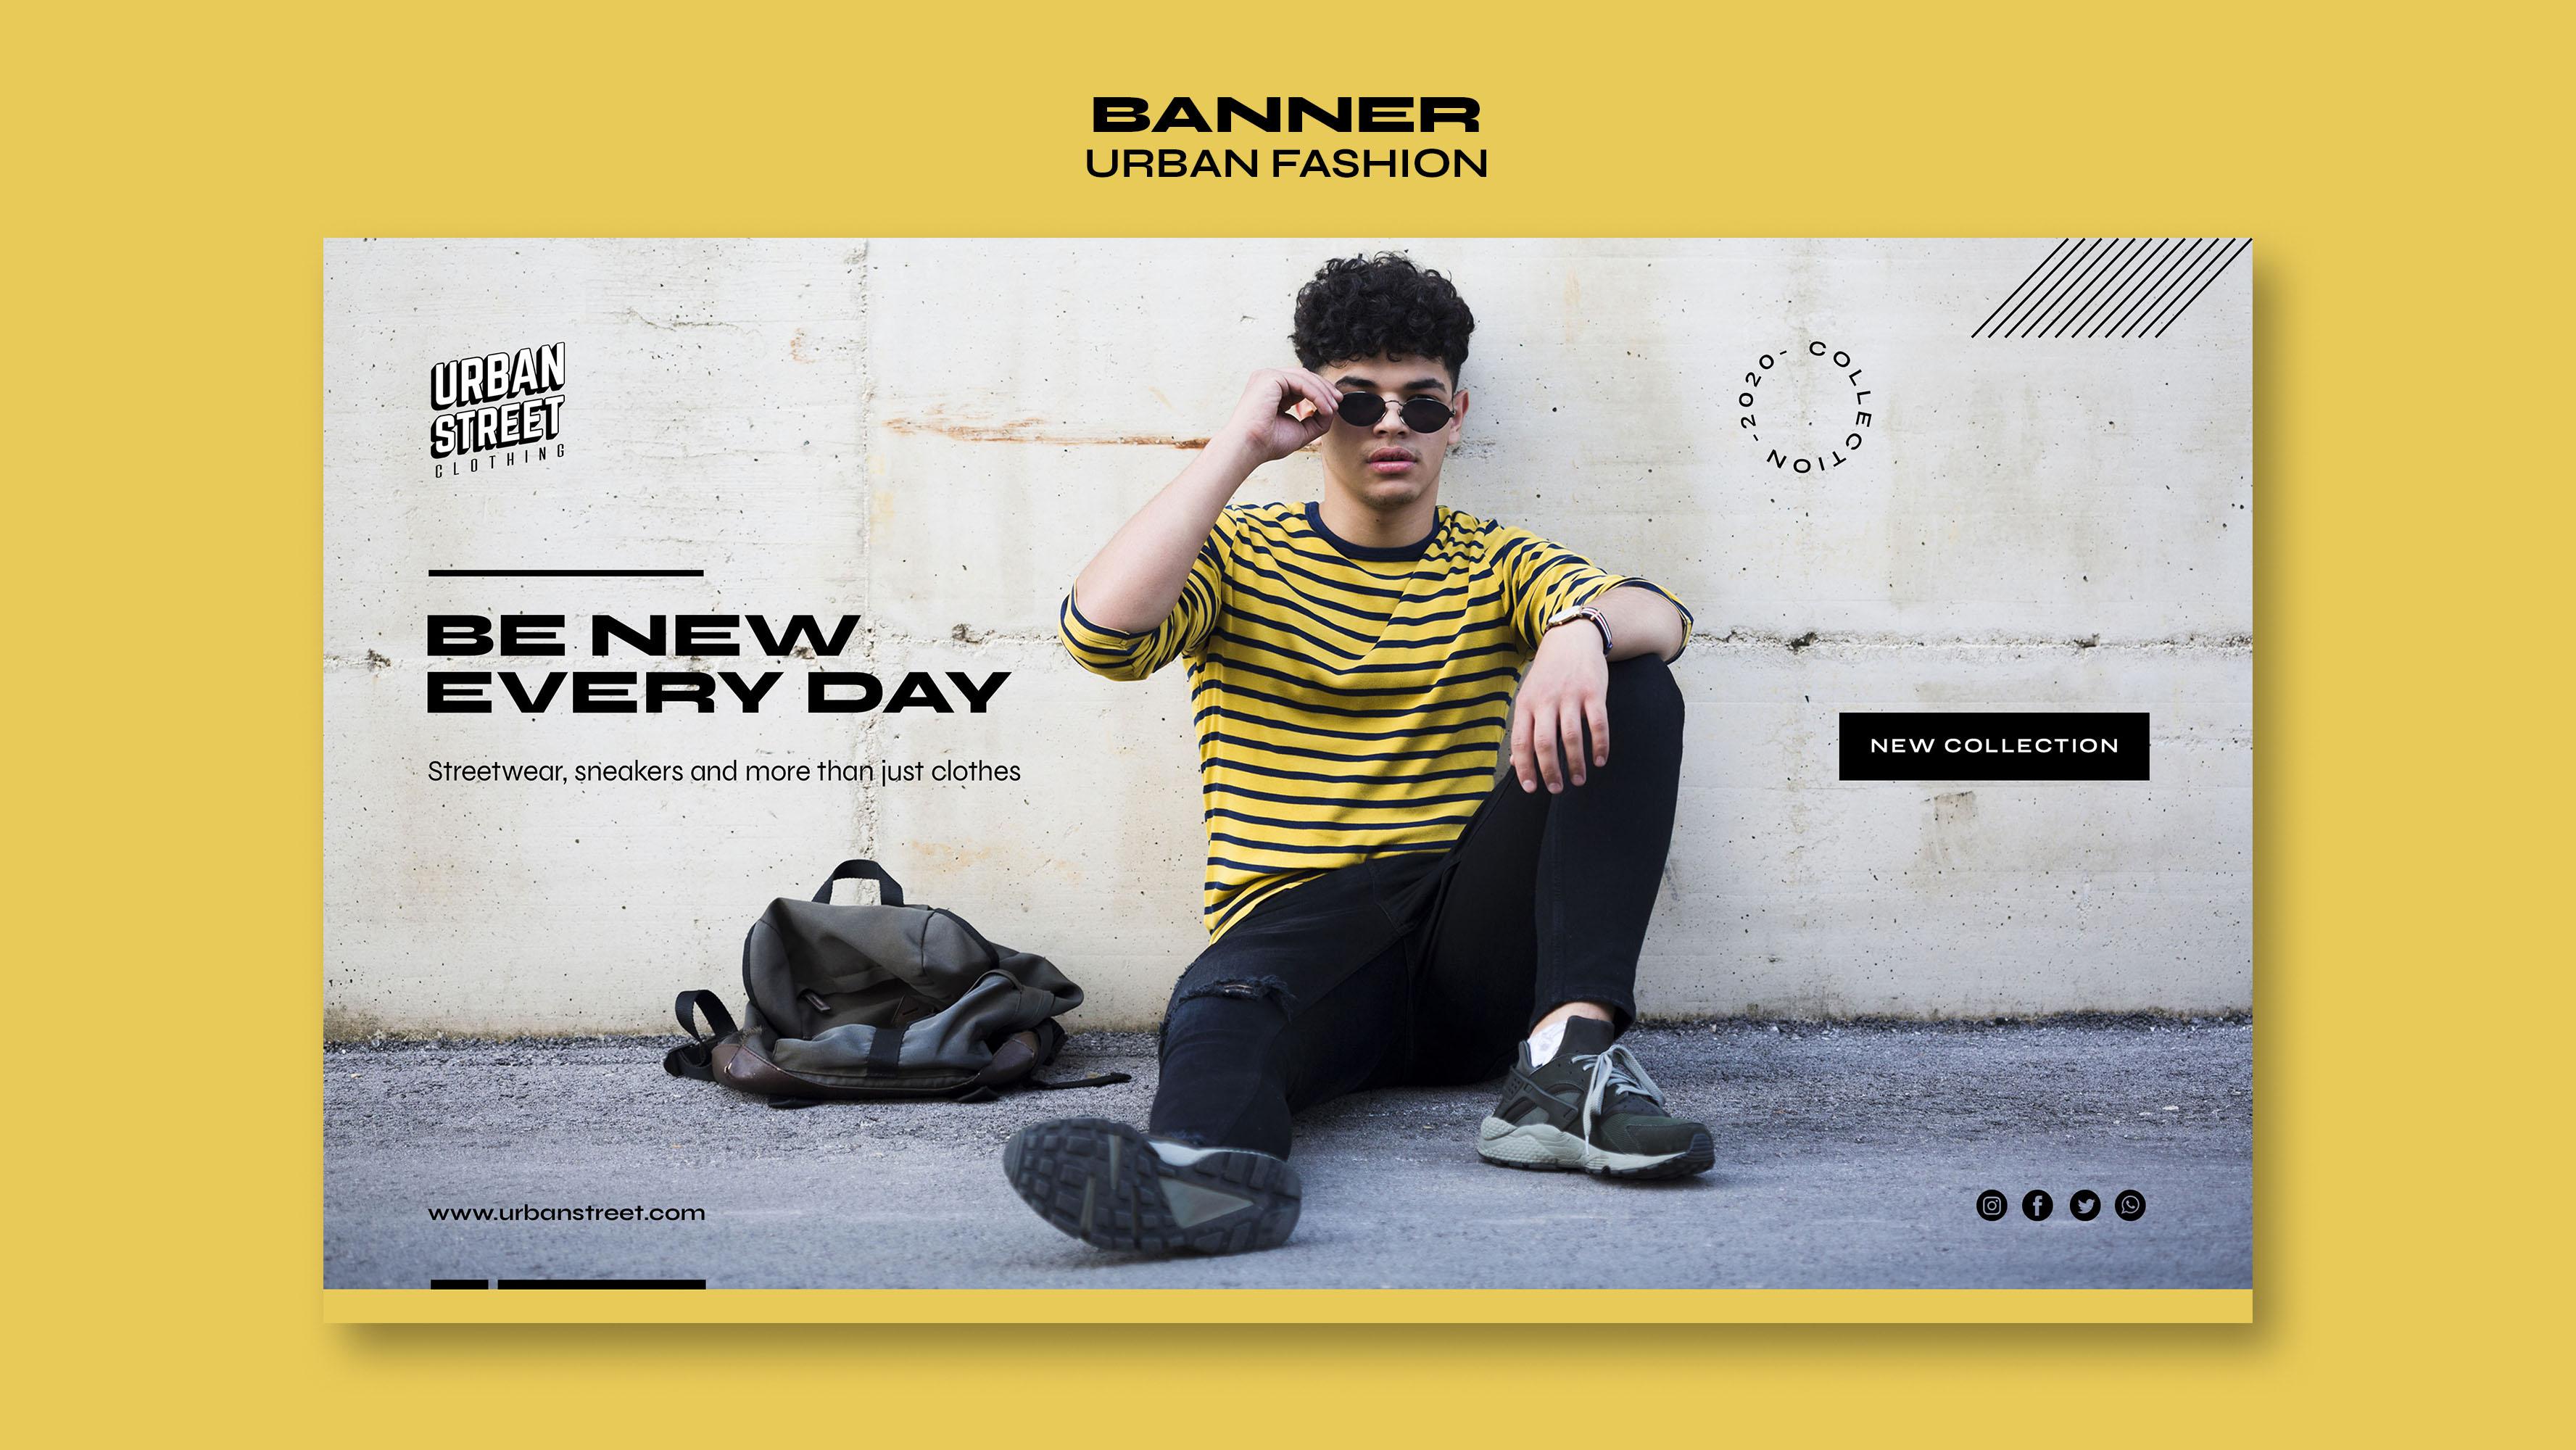 BANNER
URBAN FASHION
URBAN
STREET
CLOTHING
-2020- COLLECTION
BE NEW
EVERY DAY
Streetwear, sneakers and more than just clothes
NEW COLLECTION
www.urbanstreet.com